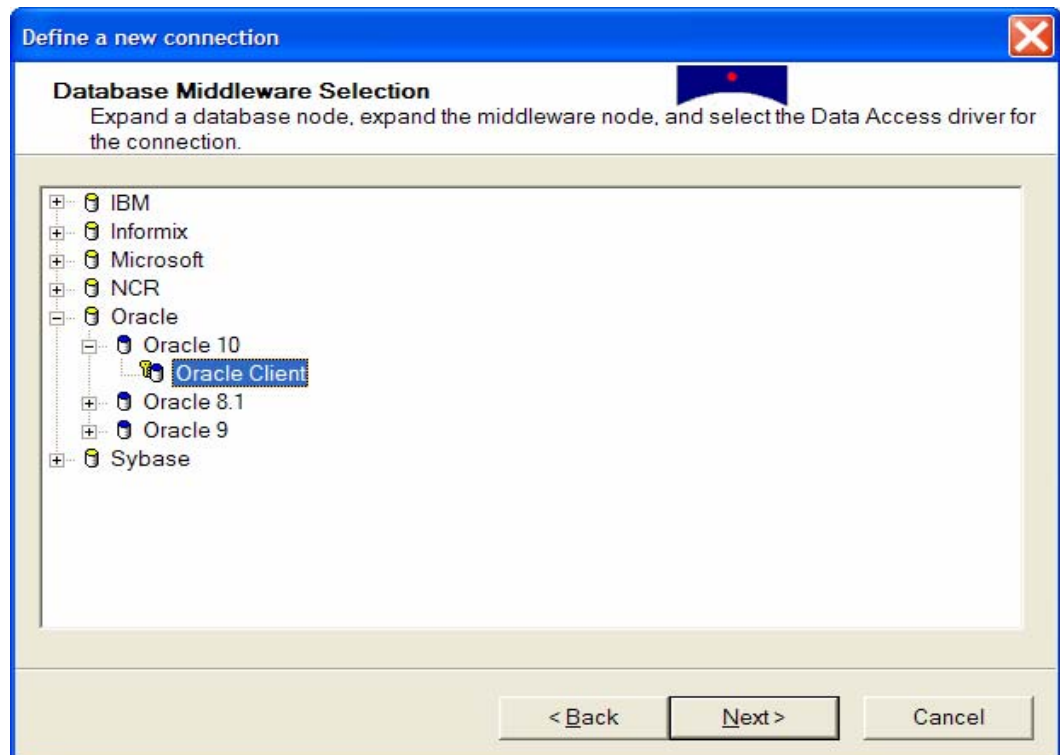 Define a new connection
Database Middleware Selection
Expand a database node, expand the middleware node, and select the Data Access driver for
the connection.
IBM
Informix
Microsoft
NCR
Oracle
Oracle 10
Oracle Client
Oracle 8.1
Oracle 9
Sybase
< Back Next > Cancel